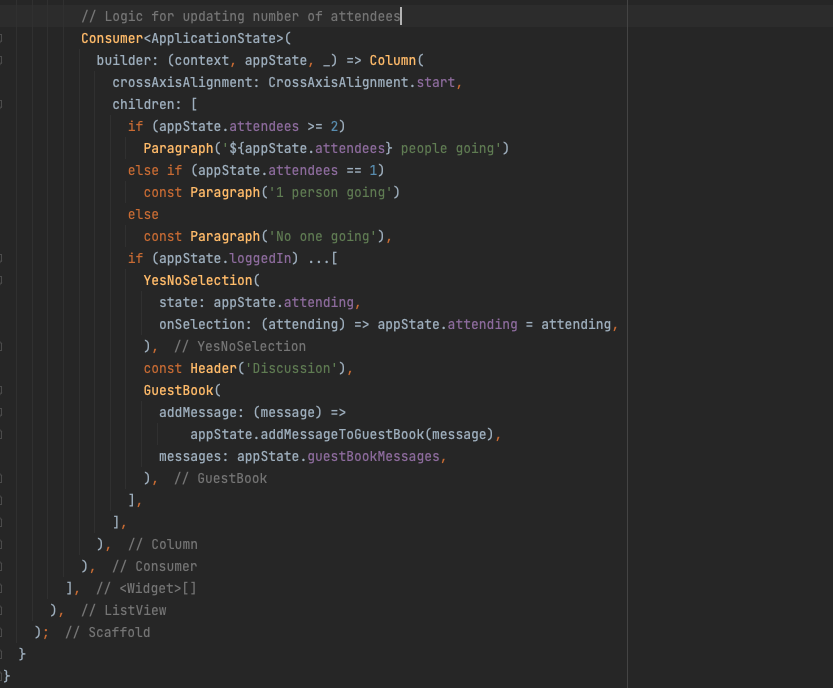 // Logic for updating number of attendees
Consumer<ApplicationState>(
builder: (context, appState, _) => Column(
crossAxisAlignment: CrossAxisAlignment.start,
children: [
if (appState.attendees >= 2)
Paragraph('${appState.attendees} people going')
else if (appState.attendees == 1)
const Paragraph('1 person going')
else
const Paragraph('No one going'),
if (appState.loggedIn) ...[
YesNoSelection(
state: appState.attending,
onSelection: (attending) => appState.attending = attending,
), // YesNoSelection
const Header('Discussion'),
GuestBook(
addMessage: (message) =>
appState.addMessageToGuestBook(message),
messages: appState.guestBookMessages,
), // GuestBook
],
],
), // Column
), // Consumer
], // <Widget>[]
), // ListView
); // Scaffold
}
}